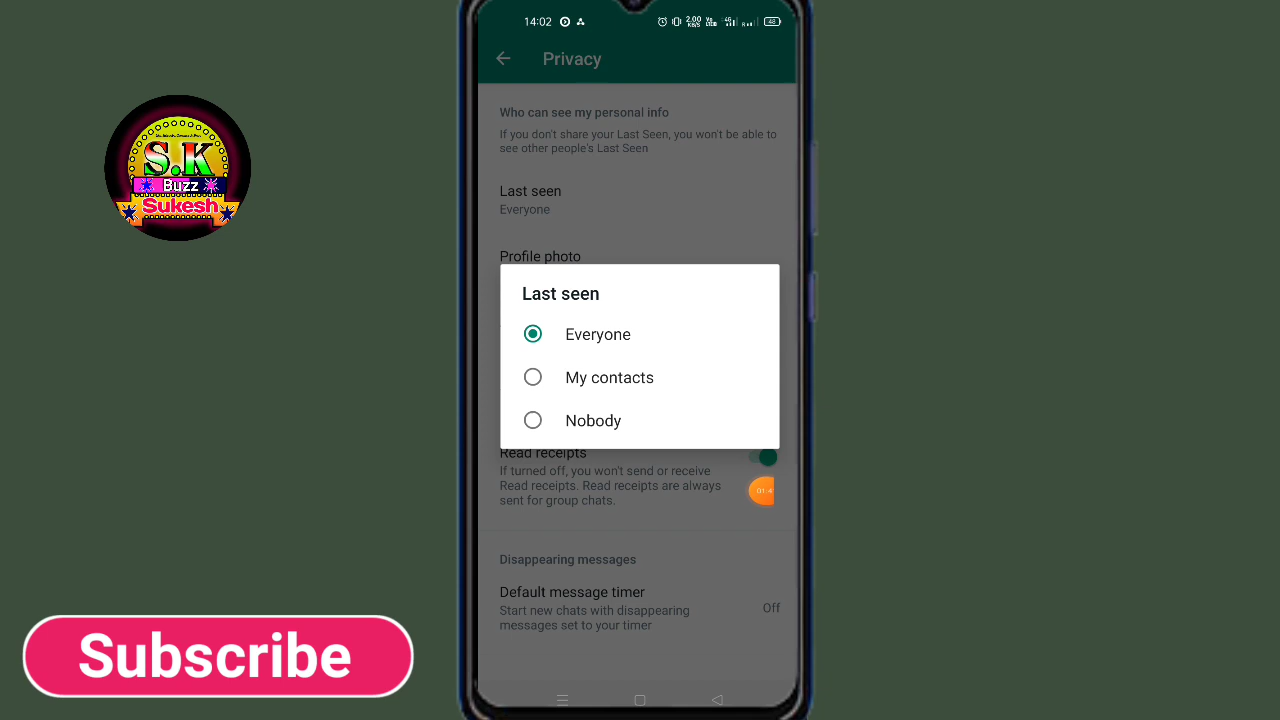 14:02
2.00
KB/S
48
Privacy
Who can see my personal info
If you don't share your Last Seen, you won't be able to
see other people's Last Seen
Last seen
Everyone
Profile photo
Last seen
Everyone
My contacts
Nobody
Read receipts
If turned off, you won't send or receive
Read receipts. Read receipts are always
sent for group chats.
Disappearing messages
Default message timer
Start new chats with disappearing
messages set to your timer
Off
S.K
Buzz
Sukesh
Subscribe